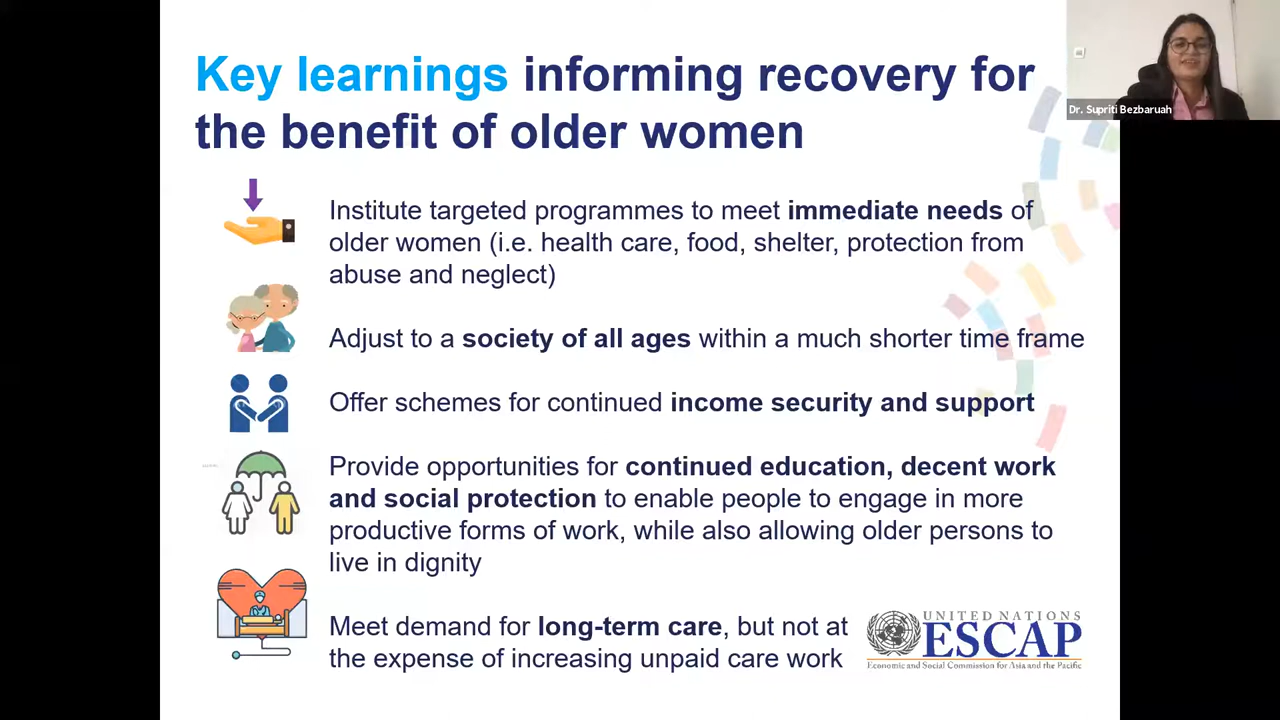 Key learnings informing recovery for
the benefit of older women
Dr. Supriti Bezbaruah
Institute targeted programmes to meet immediate needs of
older women (i.e. health care, food, shelter, protection from
abuse and neglect)
Adjust to a society of all ages within a much shorter time frame
Offer schemes for continued income security and support
Provide opportunities for continued education, decent work
and social protection to enable people to engage in more
productive forms of work, while also allowing older persons to
live in dignity
Meet demand for long-term care, but not at
the expense of increasing unpaid care work
UNITED NATIONS
ESCAP
Economic and Social Commission for Asia and the Pacific